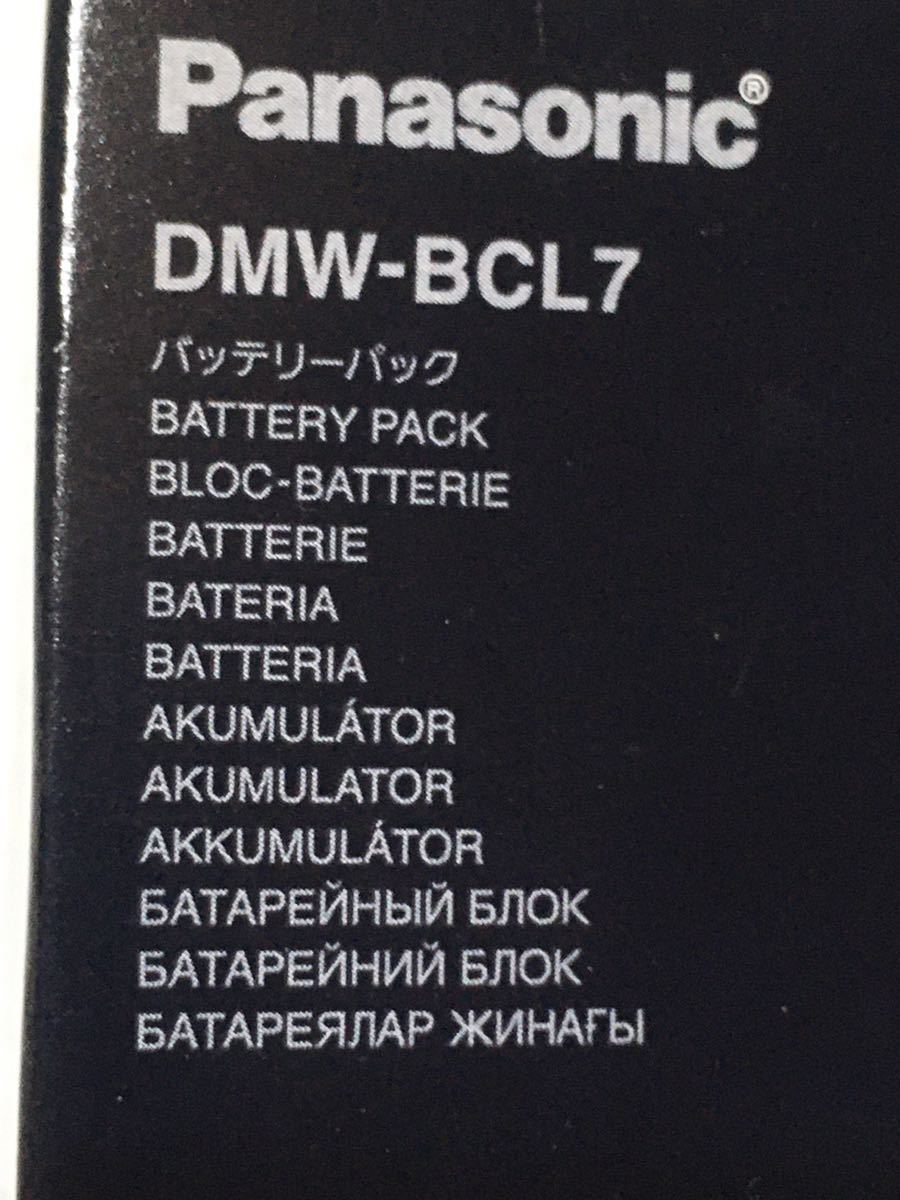 Panasonic®
DMW-BCL7
バッテリーパック
BATTERY PACK
BLOC-BATTERIE
BATTERIE
BATERIA
BATTERIA
AKUMULÁTOR
AKUMULATOR
AKKUMULÁTOR
БАТАРЕЙНЫЙ БЛОК
БАТАРЕЙНИЙ БЛОК
БАТАРЕЯЛАР ЖИНАҒЫ